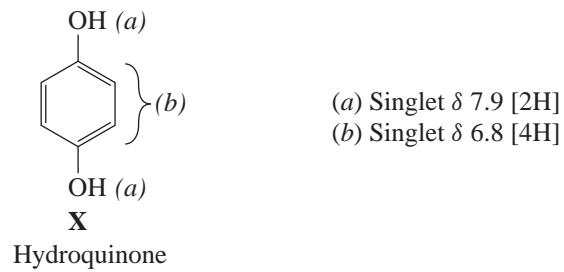 OH (a)
(b)
(a) Singlet δ 7.9 [2H]
(b) Singlet δ 6.8 [4H]
OH (a)
X
Hydroquinone